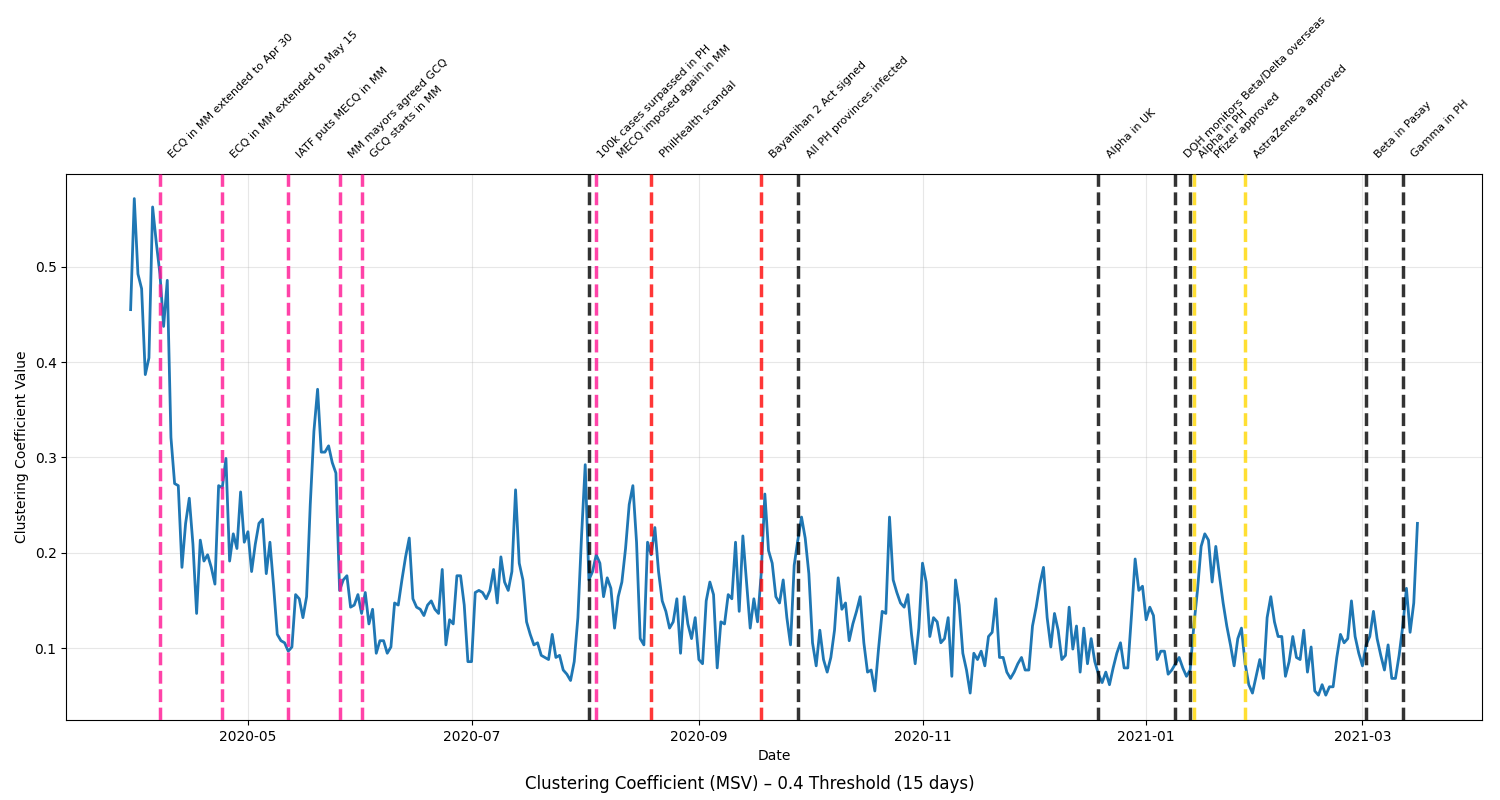 ECQ in MM extended to Apr 30
ECQ in MM extended to May 15
IATF puts MECQ in MM
MM mayors agreed GCQ
GCQ starts in MM
100k cases surpassed in PH
MECQ imposed again in MM
PhilHealth scandal
Bayanihan 2 Act signed
All PH provinces infected
Alpha in UK
DOH monitors Beta/Delta overseas
Alpha in PH
Pfizer approved
AstraZeneca approved
Beta in Pasay
Gamma in PH
Clustering Coefficient Value
0.5
0.4
0.3
0.2
0.1
2020-05
2020-07
2020-09
2020-11
2021-01
2021-03
Date
Clustering Coefficient (MSV) – 0.4 Threshold (15 days)